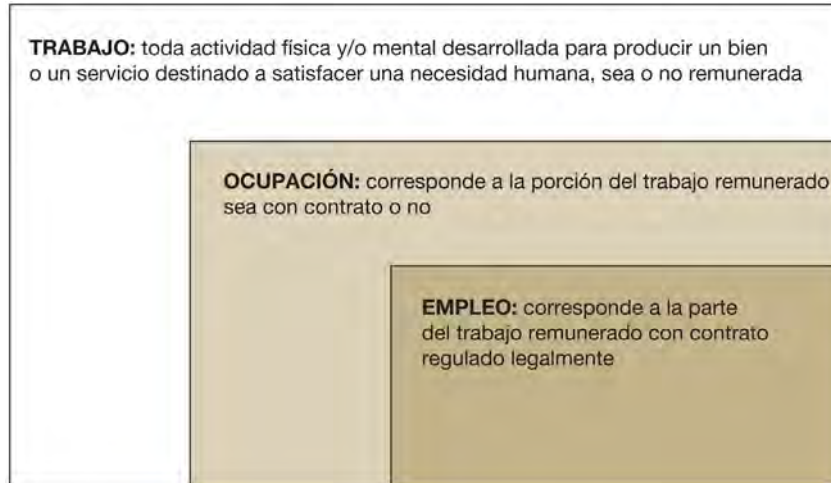 TRABAJO: toda actividad física y/o mental desarrollada para producir un bien
o un servicio destinado a satisfacer una necesidad humana, sea o no remunerada
OCUPACIÓN: corresponde a la porción del trabajo remunerado
sea con contrato o no
EMPLEO: corresponde a la parte
del trabajo remunerado con contrato
regulado legalmente